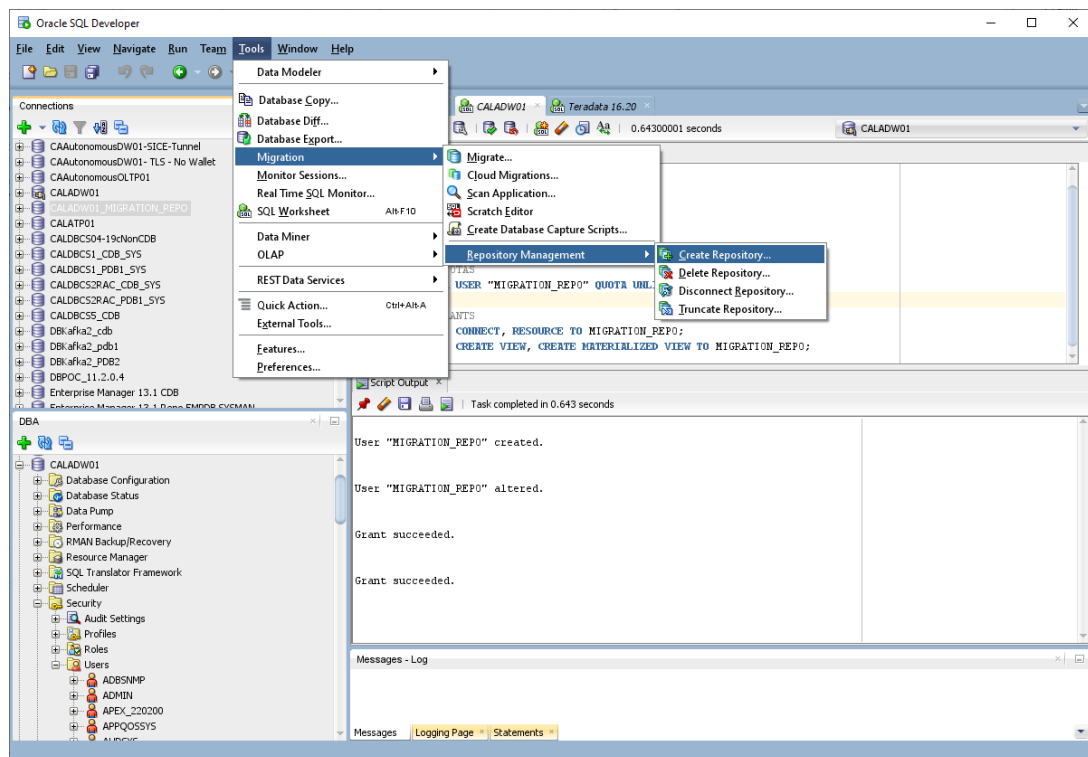 Oracle SQL Developer
File Edit View Navigate Run Team Tools Window Help
Connections
CAAutonomousDW01-SICE-Tunnel
CAAutonomousDW01- TLS - No Wallet
CAAutonomousOLTP01
CALADW01
CALADW01_MIGRATION_REPO
CALATP01
CALDBCS04-19cNonCDB
CALDBCS1_CDB_SYS
CALDBCS1_PDB1_SYS
CALDBCS2RAC_CDB_SYS
CALDBCS2RAC_PDB1_SYS
CALDBCS5_CDB
DBKafka2_cdb
DBKafka2_pdb1
DBKafka2_PDB2
DBPOC_11.2.0.4
Enterprise Manager 13.1 CDB
Enterprise Manager 13.1 Repo EMPDB SYSMAN
Data Modeler
Database Copy...
Database Diff...
Database Export...
Migration
Monitor Sessions...
Real Time SQL Monitor...
SQL Worksheet Alt-F10
Data Miner
OLAP
REST Data Services
Quick Action... Ctrl+Alt-A
External Tools...
Features...
Preferences...
Migrate...
Cloud Migrations...
Scan Application...
Scratch Editor
Create Database Capture Scripts...
Repository Management
Create Repository...
Delete Repository...
Disconnect Repository...
Truncate Repository...
CALADW01
Teradata 16.20
0.64300001 seconds
CALADW01
USER "MIGRATION_REPO" QUOTA
CONNECT, RESOURCE TO MIGRATION_REPO;
CREATE VIEW, CREATE MATERIALIZED VIEW TO MIGRATION_REPO;
Script Output
Task completed in 0.643 seconds
User "MIGRATION_REPO" created.
User "MIGRATION_REPO" altered.
Grant succeeded.
Grant succeeded.
DBA
CALADW01
Database Configuration
Database Status
Data Pump
Performance
RMAN Backup/Recovery
Resource Manager
SQL Translator Framework
Scheduler
Security
Audit Settings
Profiles
Roles
Users
ADBSNMP
ADMIN
APEX_220200
APPQOSSYS
Messages - Log
Messages
Logging Page
Statements